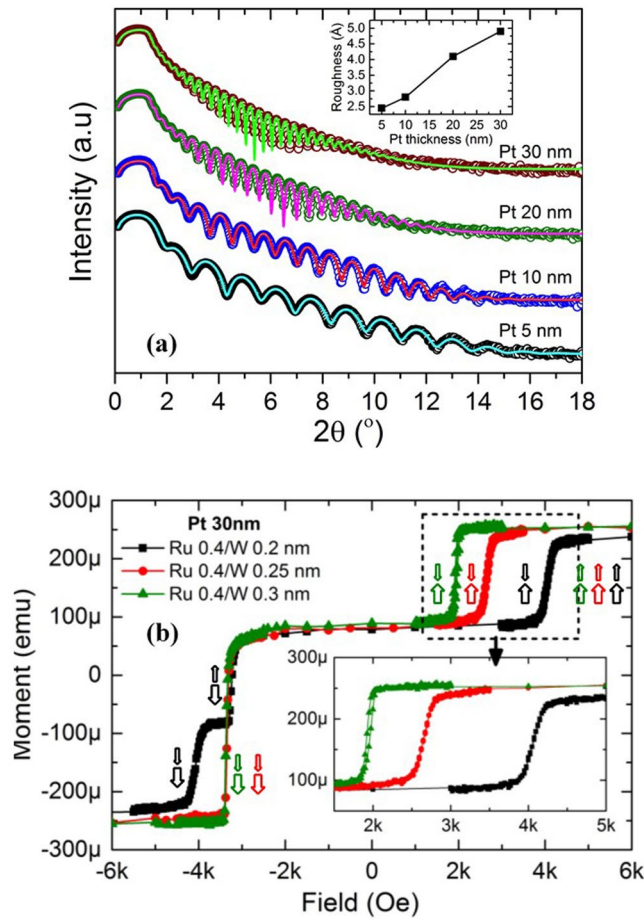 Intensity (a.u)
Roughness (Å)
5.0
4.5
4.0
3.5
3.0
2.5
5 10 15 20 25 30
Pt thickness (nm)
Pt 30 nm
Pt 20 nm
Pt 10 nm
Pt 5 nm
(a)
0 2 4 6 8 10 12 14 16 18
2θ (°)
Moment (emu)
300µ
200µ
100µ
0
-100µ
-200µ
-300µ
Pt 30nm
Ru 0.4/W 0.2 nm
Ru 0.4/W 0.25 nm
Ru 0.4/W 0.3 nm
(b)
300µ
200µ
100µ
2k 3k 4k 5k
-6k -4k -2k 0 2k 4k 6k
Field (Oe)